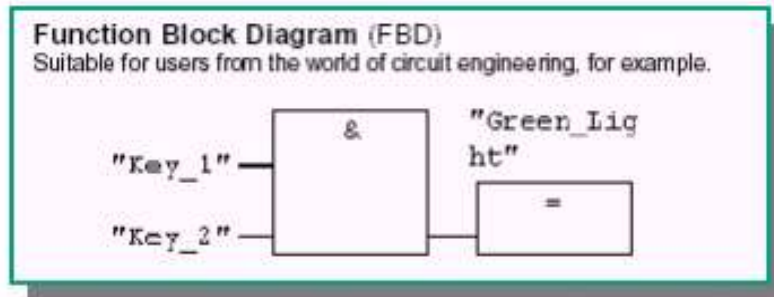 Function Block Diagram (FBD)
Suitable for users from the world of circuit engineering, for example.
&
"Green_Lig
ht"
"Key_1"
=
"Key_2"